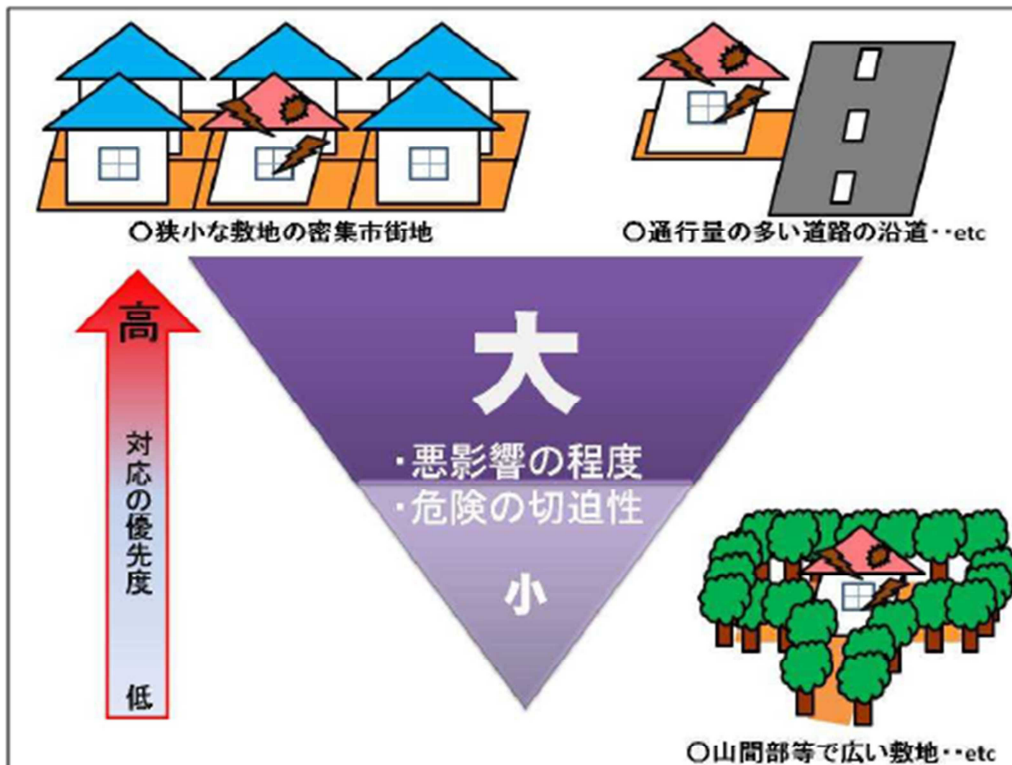 ○狭小な敷地の密集市街地
○通行量の多い道路の沿道‥etc
高
対応の優先度
低
大
・悪影響の程度
・危険の切迫性
小
○山間部等で広い敷地‥etc